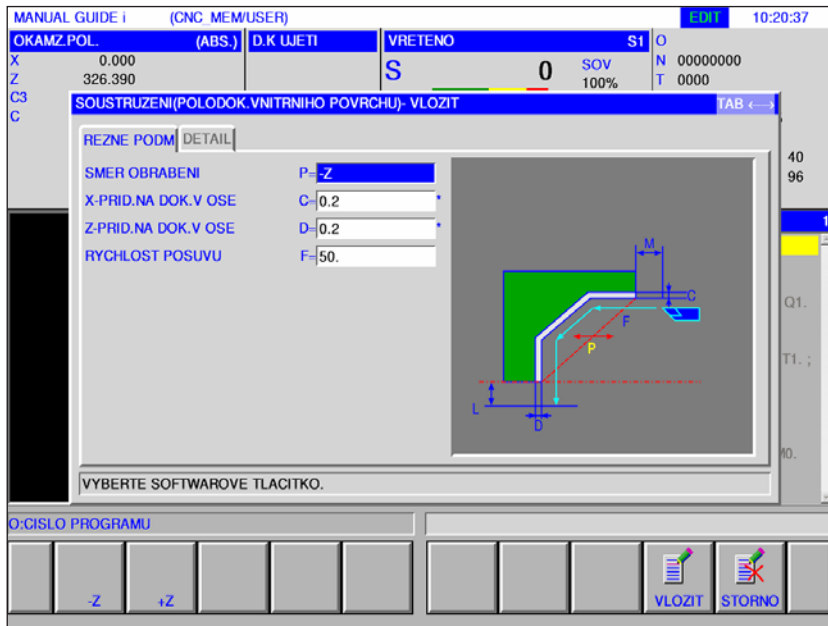 MANUAL GUIDE i (CNC_MEM/USER) EDIT 10:20:37
OKAMZ.POL. (ABS.) D.K UJETI VRETENO S1 O
X 0.000
Z 326.390
C3
C
S 0 SOV 100%
N 00000000
T 0000
SOUSTRUZENI(POLODOK.VNITRNIHO POVRCHU)- VLOZIT TAB ←→
REZNE PODM DETAIL
SMER OBRABENI P=-Z
X-PRID.NA DOK.V OSE C=0.2 *
Z-PRID.NA DOK.V OSE D=0.2 *
RYCHLOST POSUVU F=50.
M
C
F
P
L
D
40
96
1
Q1.
T1. ;
M0.
VYBERTE SOFTWAROVE TLACITKO.
O:CISLO PROGRAMU
-Z +Z VLOZIT STORNO